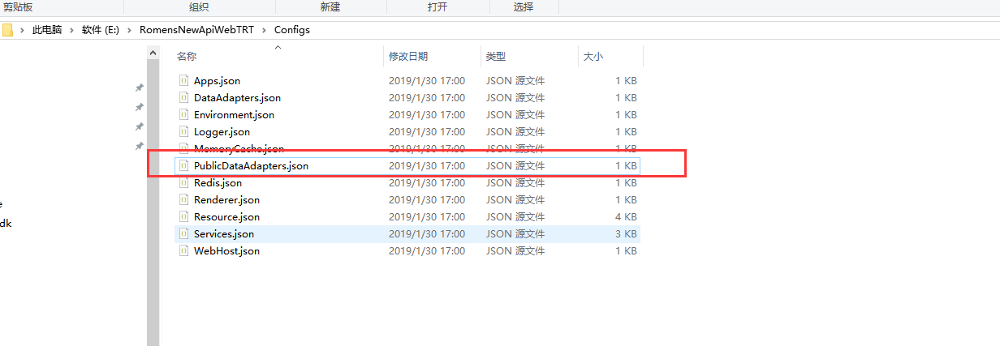 剪贴板 组织 新建 打开 选择
此电脑 软件 (E:) RomensNewApiWebTRT Configs
名称 修改日期 类型 大小
Apps.json 2019/1/30 17:00 JSON 源文件 1 KB
DataAdapters.json 2019/1/30 17:00 JSON 源文件 1 KB
Environment.json 2019/1/30 17:00 JSON 源文件 1 KB
Logger.json 2019/1/30 17:00 JSON 源文件 1 KB
MemoryCache.json 2019/1/30 17:00 JSON 源文件 1 KB
PublicDataAdapters.json 2019/1/30 17:00 JSON 源文件 1 KB
Redis.json 2019/1/30 17:00 JSON 源文件 1 KB
e
Renderer.json 2019/1/30 17:00 JSON 源文件 1 KB
dk
Resource.json 2019/1/30 17:00 JSON 源文件 4 KB
Services.json 2019/1/30 17:00 JSON 源文件 3 KB
WebHost.json 2019/1/30 17:00 JSON 源文件 1 KB